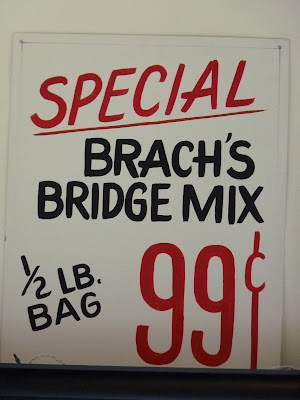 SPECIAL
BRACH'S
BRIDGE MIX
1/2 LB.
BAG
99¢